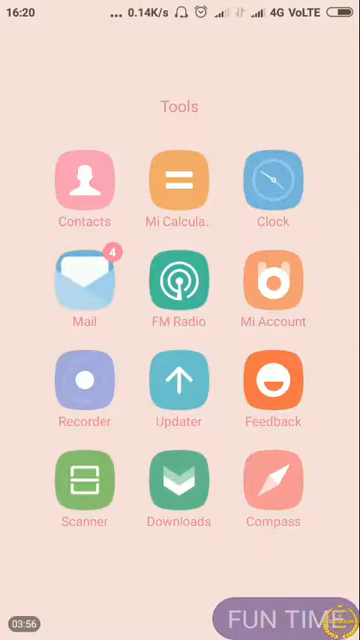 16:20 ... 0.14K/s 4G VoLTE
Tools
Contacts Mi Calcula.. Clock
4
Mail FM Radio Mi Account
Recorder Updater Feedback
Scanner Downloads Compass
03:56
FUN TIME